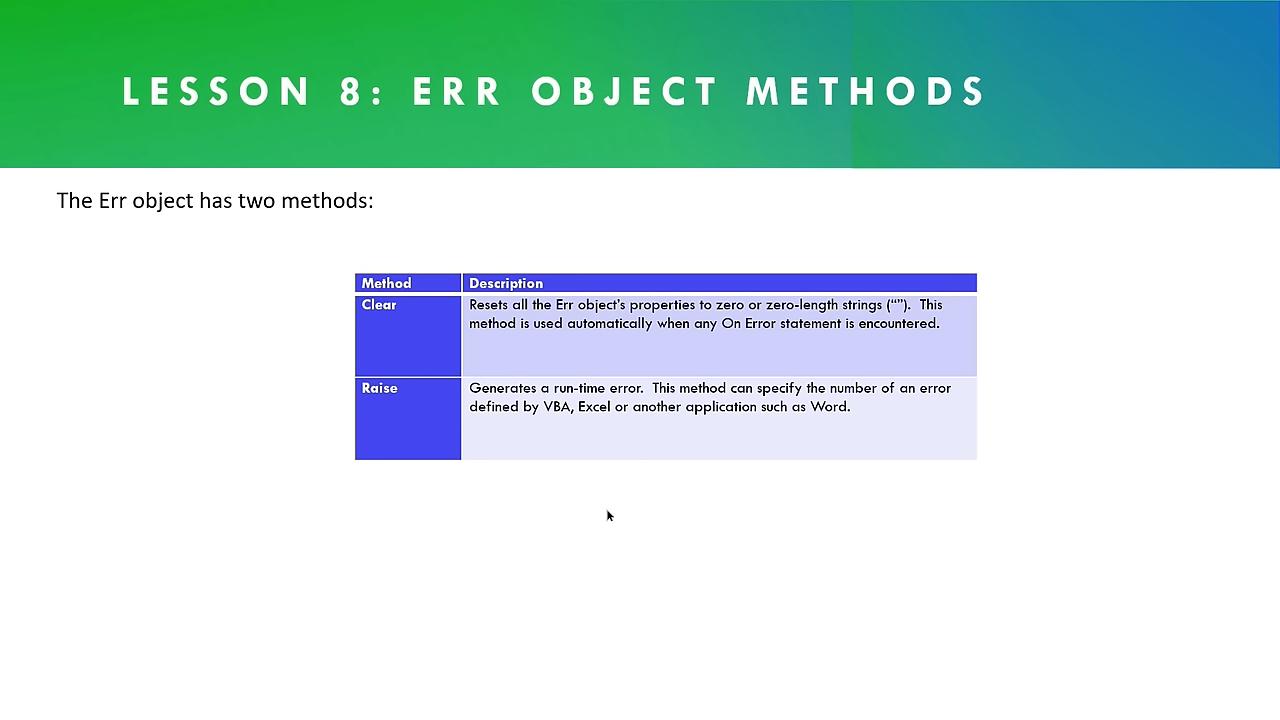 LESSON 8: ERR OBJECT METHODS
The Err object has two methods:
Method Description
Clear Resets all the Err object's properties to zero or zero-length strings (“”).  This
method is used automatically when any On Error statement is encountered.
Raise Generates a run-time error.  This method can specify the number of an error
defined by VBA, Excel or another application such as Word.